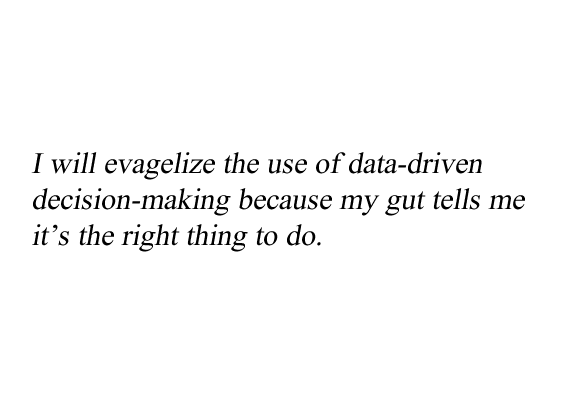 I will evagelize the use of data-driven
decision-making because my gut tells me
it’s the right thing to do.